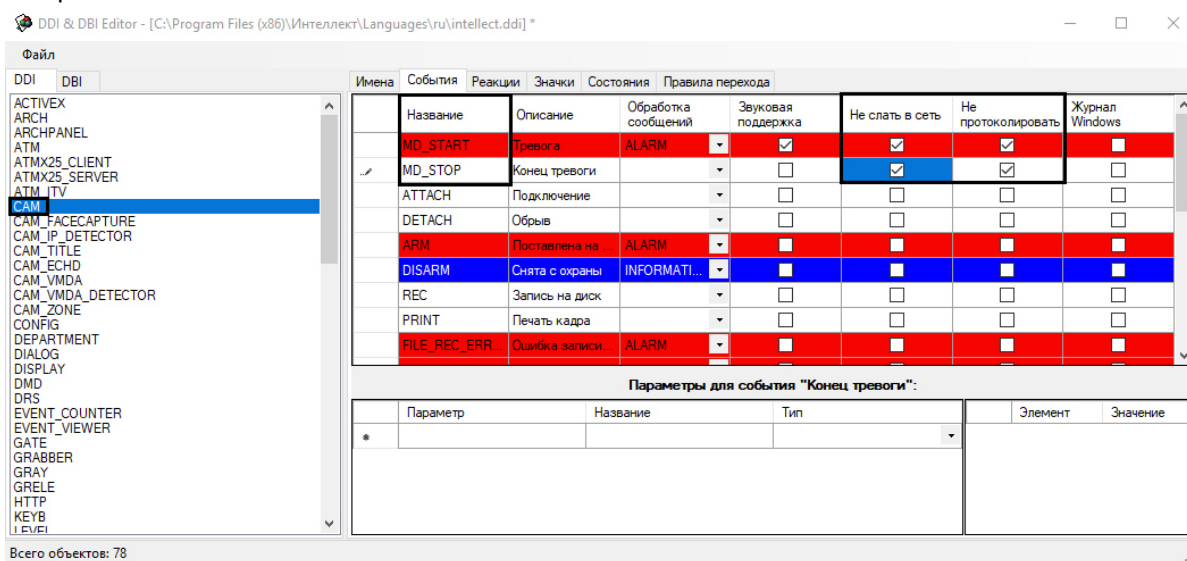 DDI & DBI Editor - [C:\Program Files (x86)\Интеллект\Languages\ru\intellect.ddi] *
Файл
DDI DBI
Имена События Реакции Значки Состояния Правила перехода
ACTIVEX
ARCH
ARCHPANEL
ATM
ATMX25_CLIENT
ATMX25_SERVER
ATM_ITV
CAM
CAM_FACECAPTURE
CAM_IP_DETECTOR
CAM_TITLE
CAM_ECHD
CAM_VMDA
CAM_VMDA_DETECTOR
CAM_ZONE
CONFIG
DEPARTMENT
DIALOG
DISPLAY
DMD
DRS
EVENT_COUNTER
EVENT_VIEWER
GATE
GRABBER
GRAY
GRELE
HTTP
KEYB
LEVEL
Название Описание Обработка сообщений Звуковая поддержка Не слать в сеть Не протоколировать Журнал Windows
MD_START Тревога ALARM
MD_STOP Конец тревоги
ATTACH Подключение
DETACH Обрыв
ARM Поставлена на ... ALARM
DISARM Снята с охраны INFORMATI...
REC Запись на диск
PRINT Печать кадра
FILE_REC_ERR... Ошибка записи... ALARM
Параметры для события "Конец тревоги":
Параметр Название Тип Элемент Значение
Всего объектов: 78